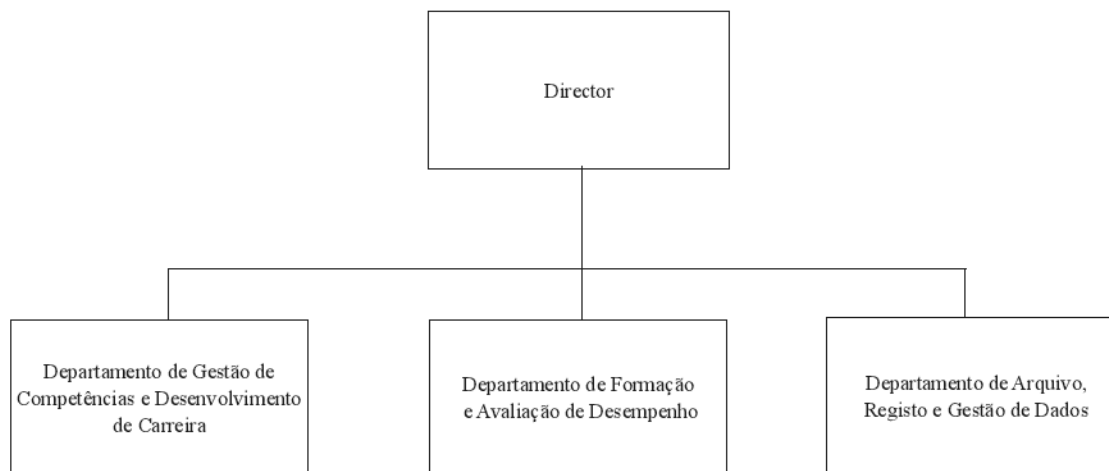 Director
Departamento de Gestão de
Competências e Desenvolvimento
de Carreira
Departamento de Formação
e Avaliação de Desempenho
Departamento de Arquivo,
Registo e Gestão de Dados